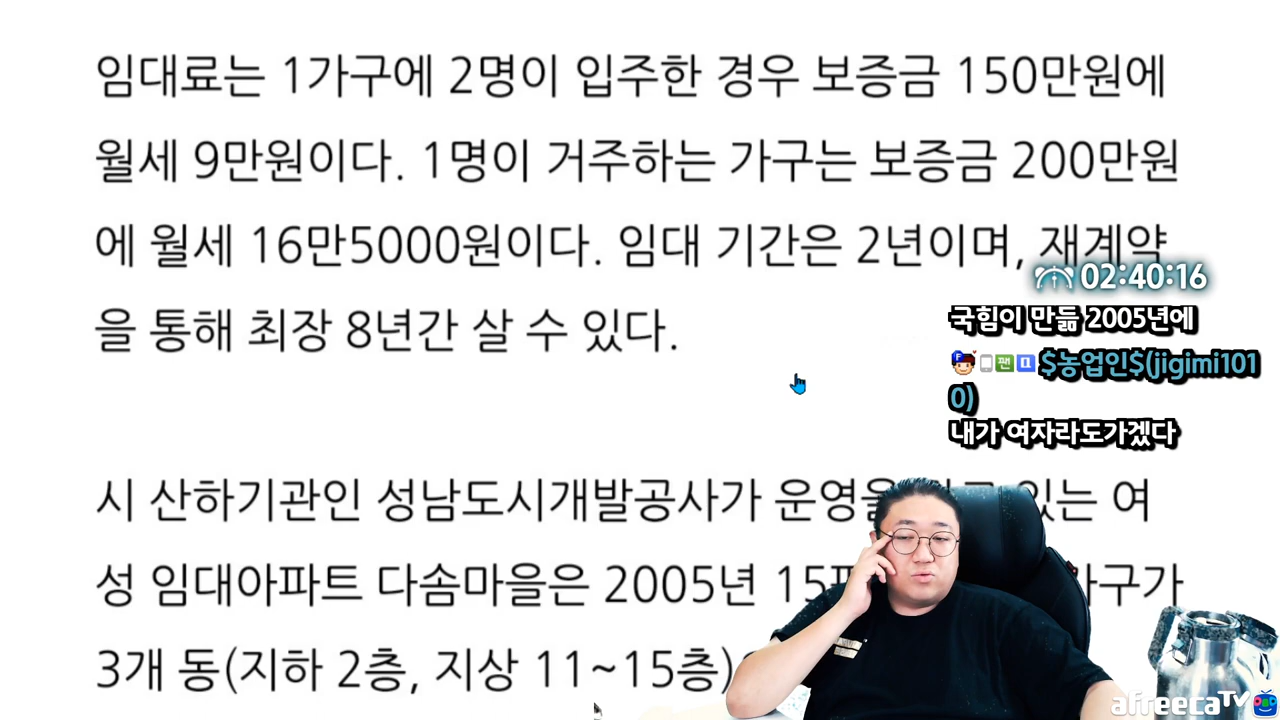 임대료는 1가구에 2명이 입주한 경우 보증금 150만원에
월세 9만원이다. 1명이 거주하는 가구는 보증금 200만원
에 월세 16만5000원이다. 임대 기간은 2년이며, 재계약
을 통해 최장 8년간 살 수 있다.
02:40:16
국힘이 만듦 2005년에
$농업인$(jigimi101
0)
내가 여자라도가겠다
시 산하기관인 성남도시개발공사가 있는 여
성 임대아파트 다솜마을은 2005년
3개 동(지하 2층, 지상 11~15층)
afreecaTV